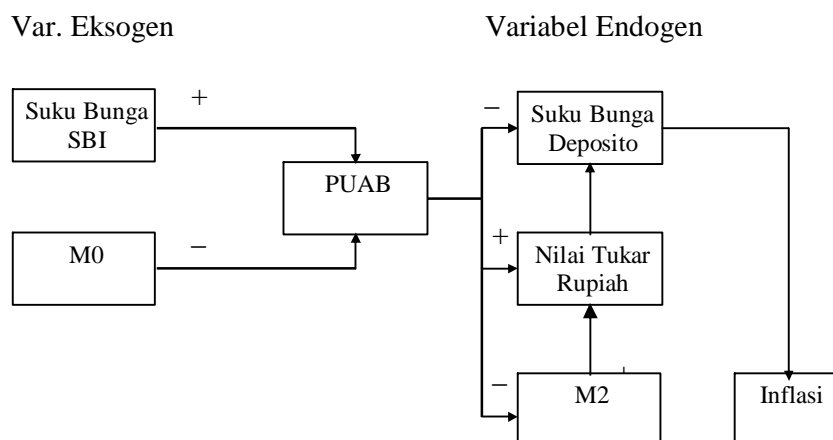 Var. Eksogen
Variabel Endogen
Suku Bunga
SBI
+
PUAB
M0
−
−
Suku Bunga
Deposito
+
Nilai Tukar
Rupiah
−
M2
Inflasi